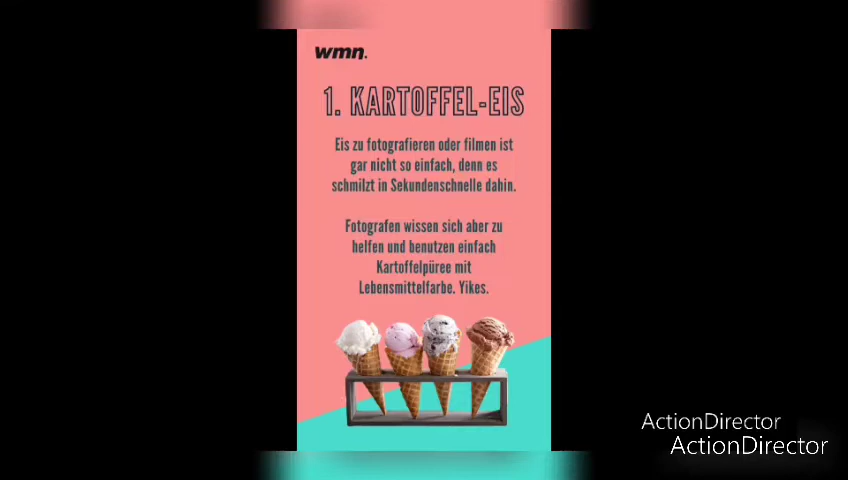 wmn.
1. KARTOFFEL-EIS
Eis zu fotografieren oder filmen ist
gar nicht so einfach, denn es
schmilzt in Sekundenschnelle dahin.
Fotografen wissen sich aber zu
helfen und benutzen einfach
Kartoffelpüree mit
Lebensmittelfarbe. Yikes.
ActionDirector
ActionDirector